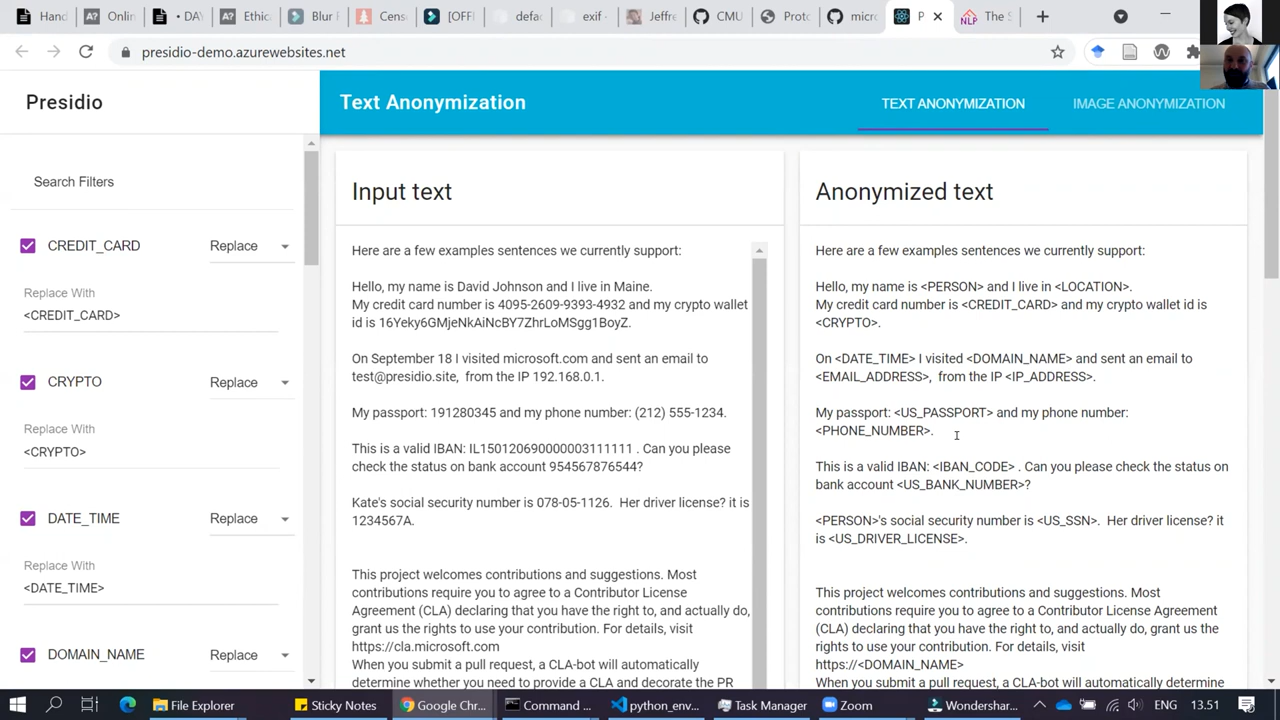 Hand
Onlin
• DA
Ethic
Blur F
Cens
[OFF
defau
exif -
Jeffre
CMU
Proto
micro
P
The S
presidio-demo.azurewebsites.net
Presidio
Text Anonymization
TEXT ANONYMIZATION
IMAGE ANONYMIZATION
Search Filters
CREDIT_CARD
Replace
Replace With
<CREDIT_CARD>
CRYPTO
Replace
Replace With
<CRYPTO>
DATE_TIME
Replace
Replace With
<DATE_TIME>
DOMAIN_NAME
Replace
Input text
Here are a few examples sentences we currently support:
Hello, my name is David Johnson and I live in Maine.
My credit card number is 4095-2609-9393-4932 and my crypto wallet
id is 16Yeky6GMjeNkAiNcBY7ZhrLoMSgg1BoyZ.
On September 18 I visited microsoft.com and sent an email to
test@presidio.site,  from the IP 192.168.0.1.
My passport: 191280345 and my phone number: (212) 555-1234.
This is a valid IBAN: IL150120690000003111111 . Can you please
check the status on bank account 954567876544?
Kate's social security number is 078-05-1126.  Her driver license? it is
1234567A.
This project welcomes contributions and suggestions. Most
contributions require you to agree to a Contributor License
Agreement (CLA) declaring that you have the right to, and actually do,
grant us the rights to use your contribution. For details, visit
https://cla.microsoft.com
When you submit a pull request, a CLA-bot will automatically
determine whether you need to provide a CLA and decorate the PR
Anonymized text
Here are a few examples sentences we currently support:
Hello, my name is <PERSON> and I live in <LOCATION>.
My credit card number is <CREDIT_CARD> and my crypto wallet id is
<CRYPTO>.
On <DATE_TIME> I visited <DOMAIN_NAME> and sent an email to
<EMAIL_ADDRESS>,  from the IP <IP_ADDRESS>.
My passport: <US_PASSPORT> and my phone number:
<PHONE_NUMBER>.
This is a valid IBAN: <IBAN_CODE> . Can you please check the status on
bank account <US_BANK_NUMBER>?
<PERSON>'s social security number is <US_SSN>.  Her driver license? it
is <US_DRIVER_LICENSE>.
This project welcomes contributions and suggestions. Most
contributions require you to agree to a Contributor License Agreement
(CLA) declaring that you have the right to, and actually do, grant us the
rights to use your contribution. For details, visit
https://<DOMAIN_NAME>
When you submit a pull request, a CLA-bot will automatically determine
File Explorer
Sticky Notes
Google Chr...
Command ...
python_env...
Task Manager
Zoom
Wondershar...
ENG
13.51